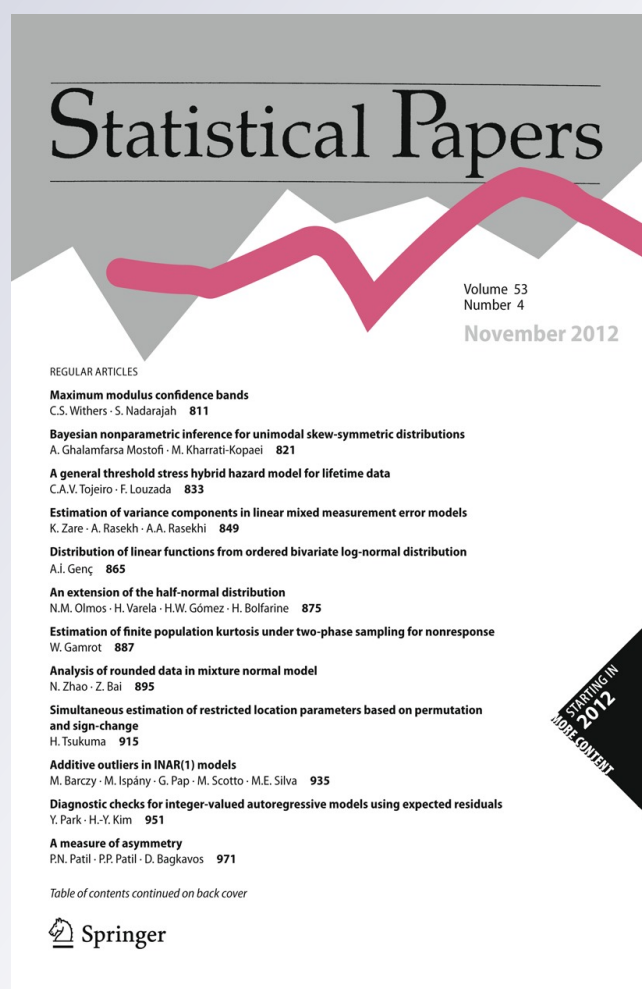 Statistical Papers
Volume 53
Number 4
November 2012
REGULAR ARTICLES
Maximum modulus confidence bands
C.S. Withers · S. Nadarajah 811
Bayesian nonparametric inference for unimodal skew-symmetric distributions
A. Ghalamfarsa Mostofi · M. Kharrati-Kopaei 821
A general threshold stress hybrid hazard model for lifetime data
C.A.V. Tojeiro · F. Louzada 833
Estimation of variance components in linear mixed measurement error models
K. Zare · A. Rasekh · A.A. Rasekhi 849
Distribution of linear functions from ordered bivariate log-normal distribution
A.İ. Genç 865
An extension of the half-normal distribution
N.M. Olmos · H. Varela · H.W. Gómez · H. Bolfarine 875
Estimation of finite population kurtosis under two-phase sampling for nonresponse
W. Gamrot 887
Analysis of rounded data in mixture normal model
N. Zhao · Z. Bai 895
Simultaneous estimation of restricted location parameters based on permutation
and sign-change
H. Tsukuma 915
Additive outliers in INAR(1) models
M. Barczy · M. Ispány · G. Pap · M. Scotto · M.E. Silva 935
Diagnostic checks for integer-valued autoregressive models using expected residuals
Y. Park · H.-Y. Kim 951
A measure of asymmetry
P.N. Patil · P.P. Patil · D. Bagkavos 971
Table of contents continued on back cover
Springer
STARTING IN
2012
MORE CONTENT